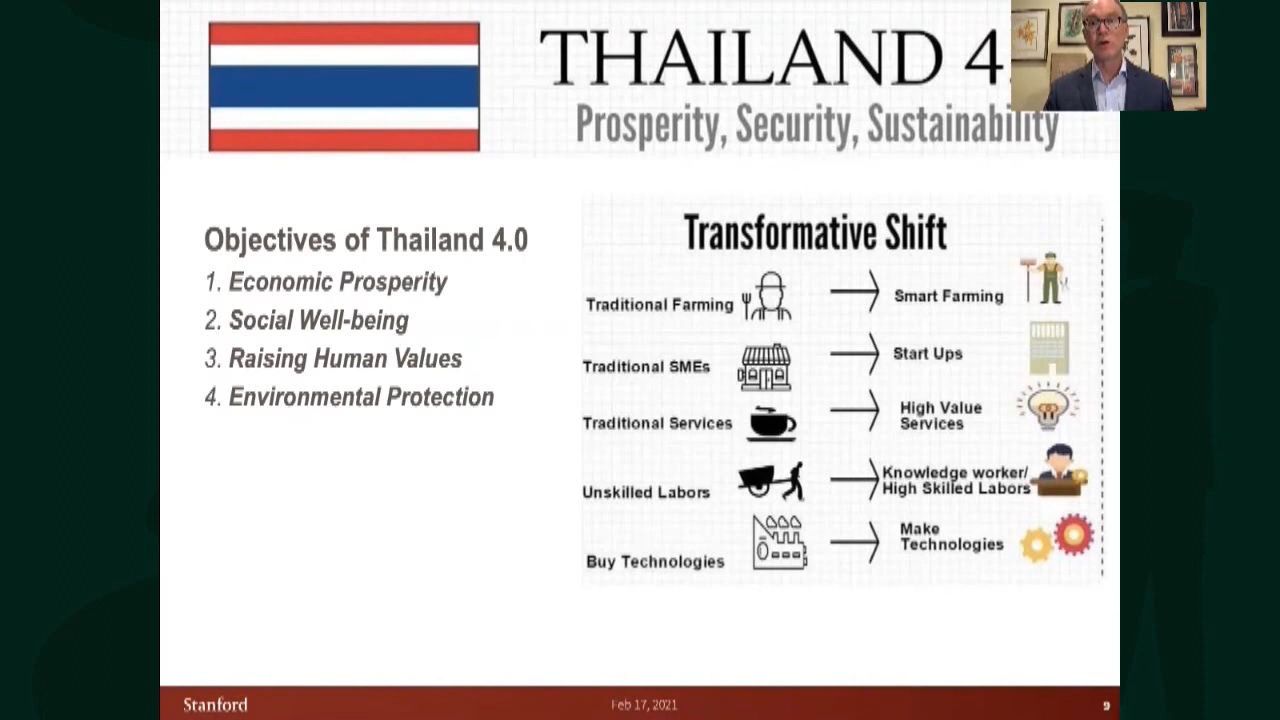 THAILAND 4.
Prosperity, Security, Sustainability
Objectives of Thailand 4.0
1. Economic Prosperity
2. Social Well-being
3. Raising Human Values
4. Environmental Protection
Transformative Shift
Traditional Farming
Smart Farming
Traditional SMEs
Start Ups
Traditional Services
High Value
Services
Unskilled Labors
Knowledge worker/
High Skilled Labors
Buy Technologies
Make
Technologies
Stanford
Feb 17, 2021
9